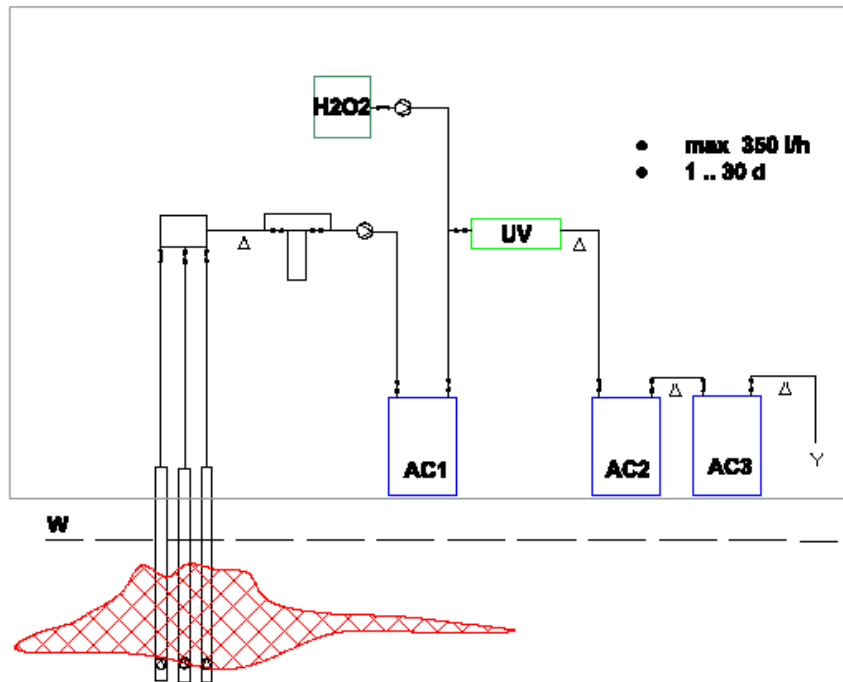 H2O2
• max 350 l/h
• 1 .. 30 d
UV
AC1
AC2
AC3
Y
W